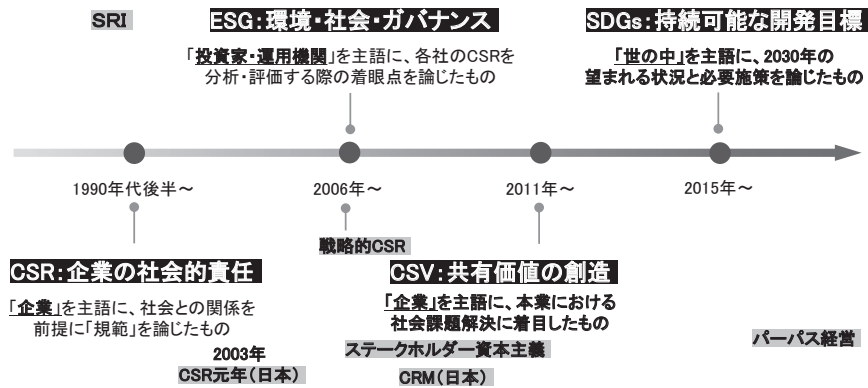 SRI
ESG：環境・社会・ガバナンス
「投資家・運用機関」を主語に、各社のCSRを
分析・評価する際の着眼点を論じたもの
SDGs：持続可能な開発目標
「世の中」を主語に、2030年の
望まれる状況と必要施策を論じたもの
1990年代後半～
2006年～
2011年～
2015年～
CSR：企業の社会的責任
「企業」を主語に、社会との関係を
前提に「規範」を論じたもの
2003年
CSR元年（日本）
戦略的CSR
CSV：共有価値の創造
「企業」を主語に、本業における
社会課題解決に着目したもの
ステークホルダー資本主義
CRM（日本）
パーパス経営